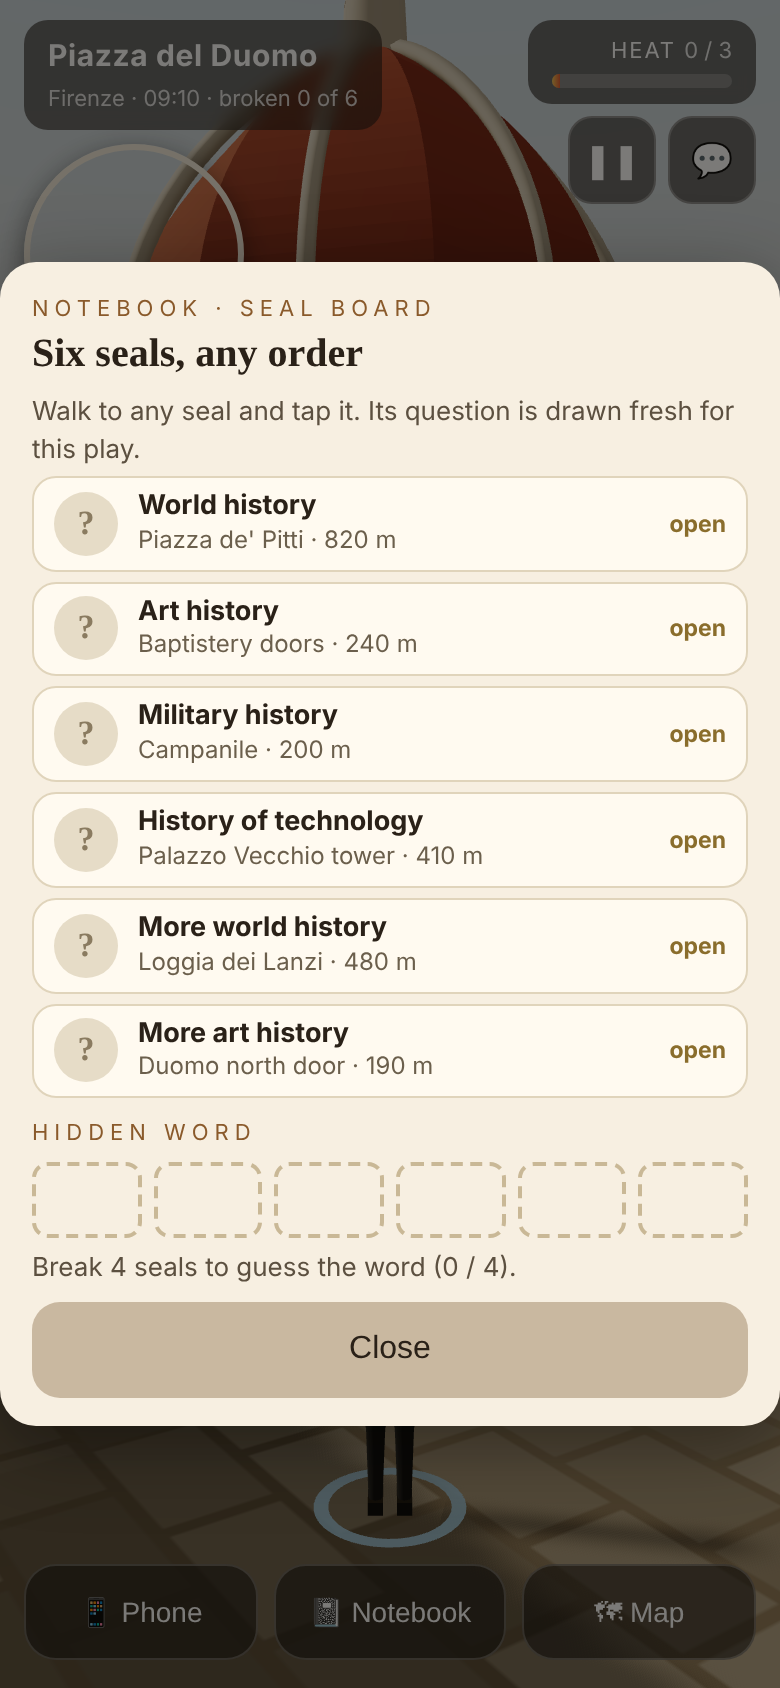 Piazza del Duomo
Firenze · 09:10 · broken 0 of 6
HEAT 0 / 3
NOTEBOOK · SEAL BOARD
Six seals, any order
Walk to any seal and tap it. Its question is drawn fresh for
this play.
? World history
Piazza de' Pitti · 820 m
open
? Art history
Baptistery doors · 240 m
open
? Military history
Campanile · 200 m
open
? History of technology
Palazzo Vecchio tower · 410 m
open
? More world history
Loggia dei Lanzi · 480 m
open
? More art history
Duomo north door · 190 m
open
HIDDEN WORD
Break 4 seals to guess the word (0 / 4).
Close
Phone
Notebook
Map